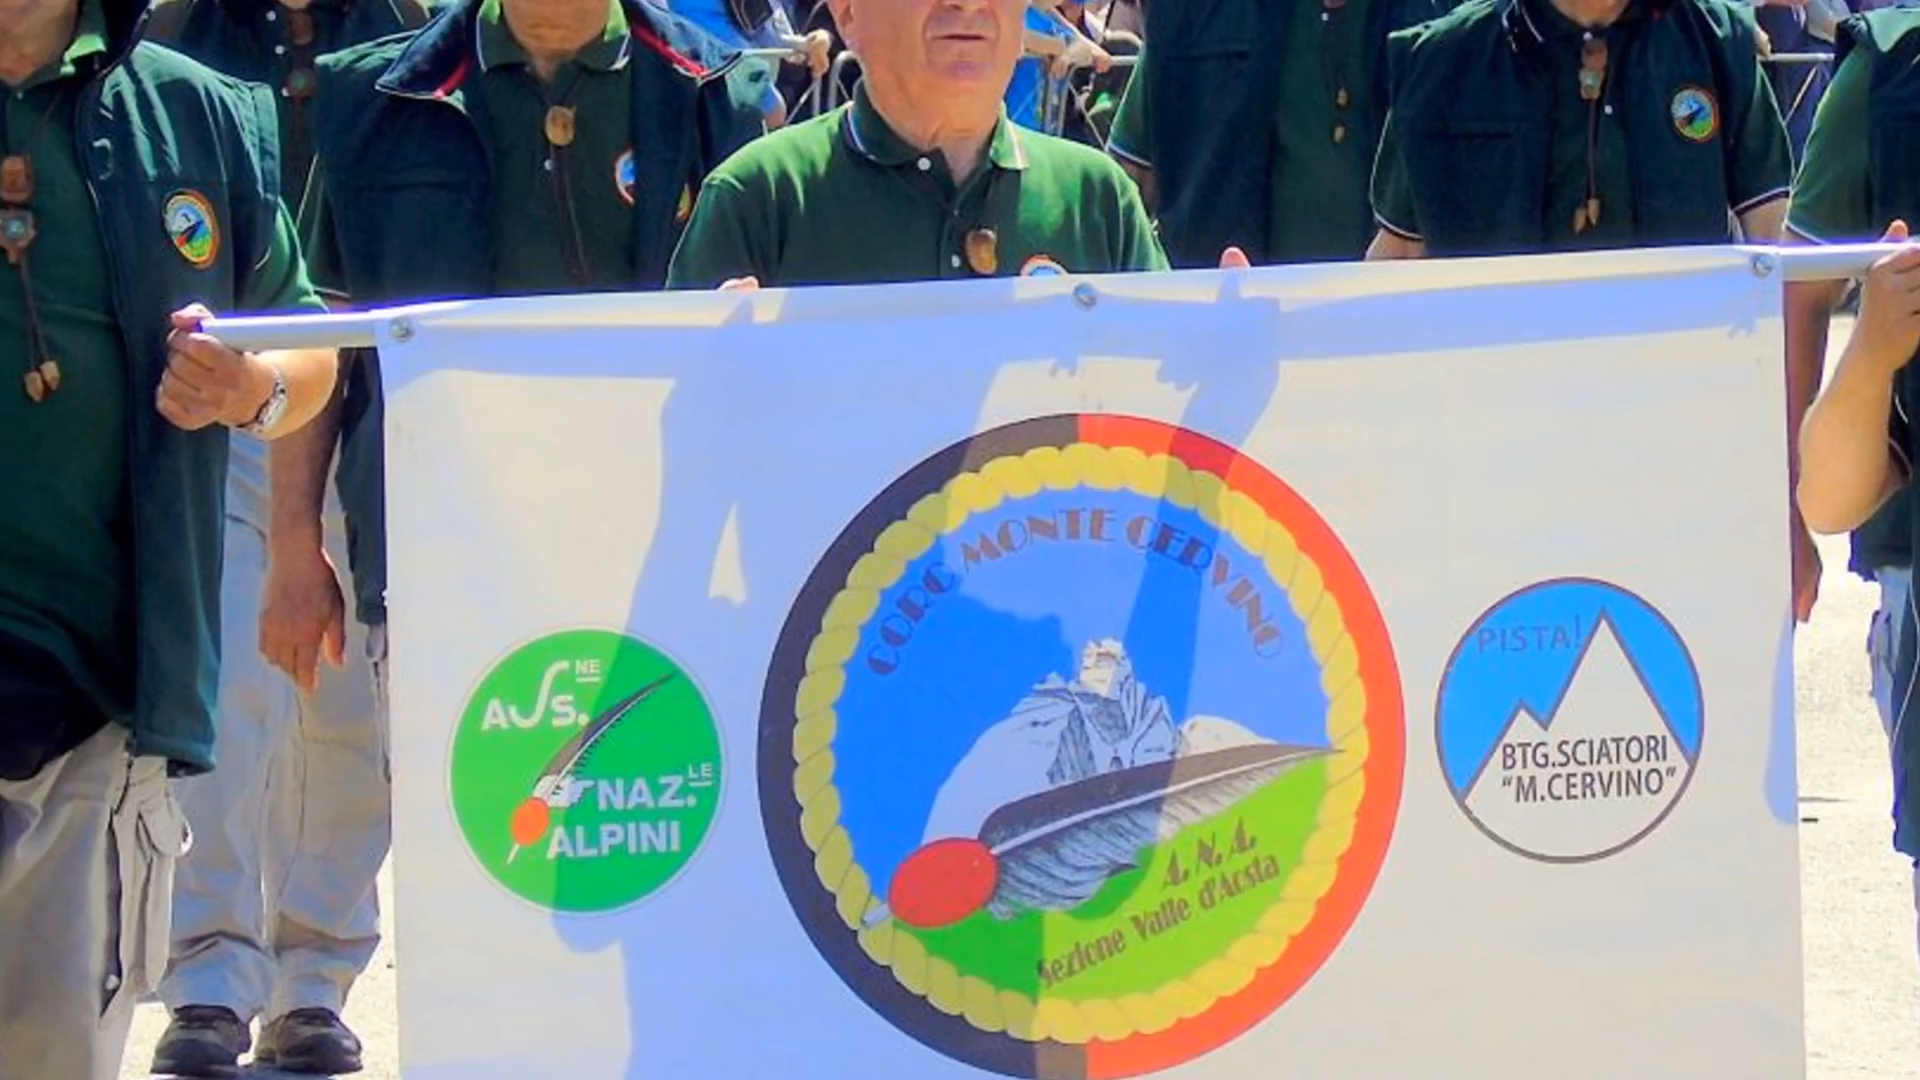 ASS.NE
NAZ.LE
ALPINI
CORO MONTE CERVINO
A. N. A.
Sezione Valle d'Aosta
PISTA!
BTG.SCIATORI
"M.CERVINO"